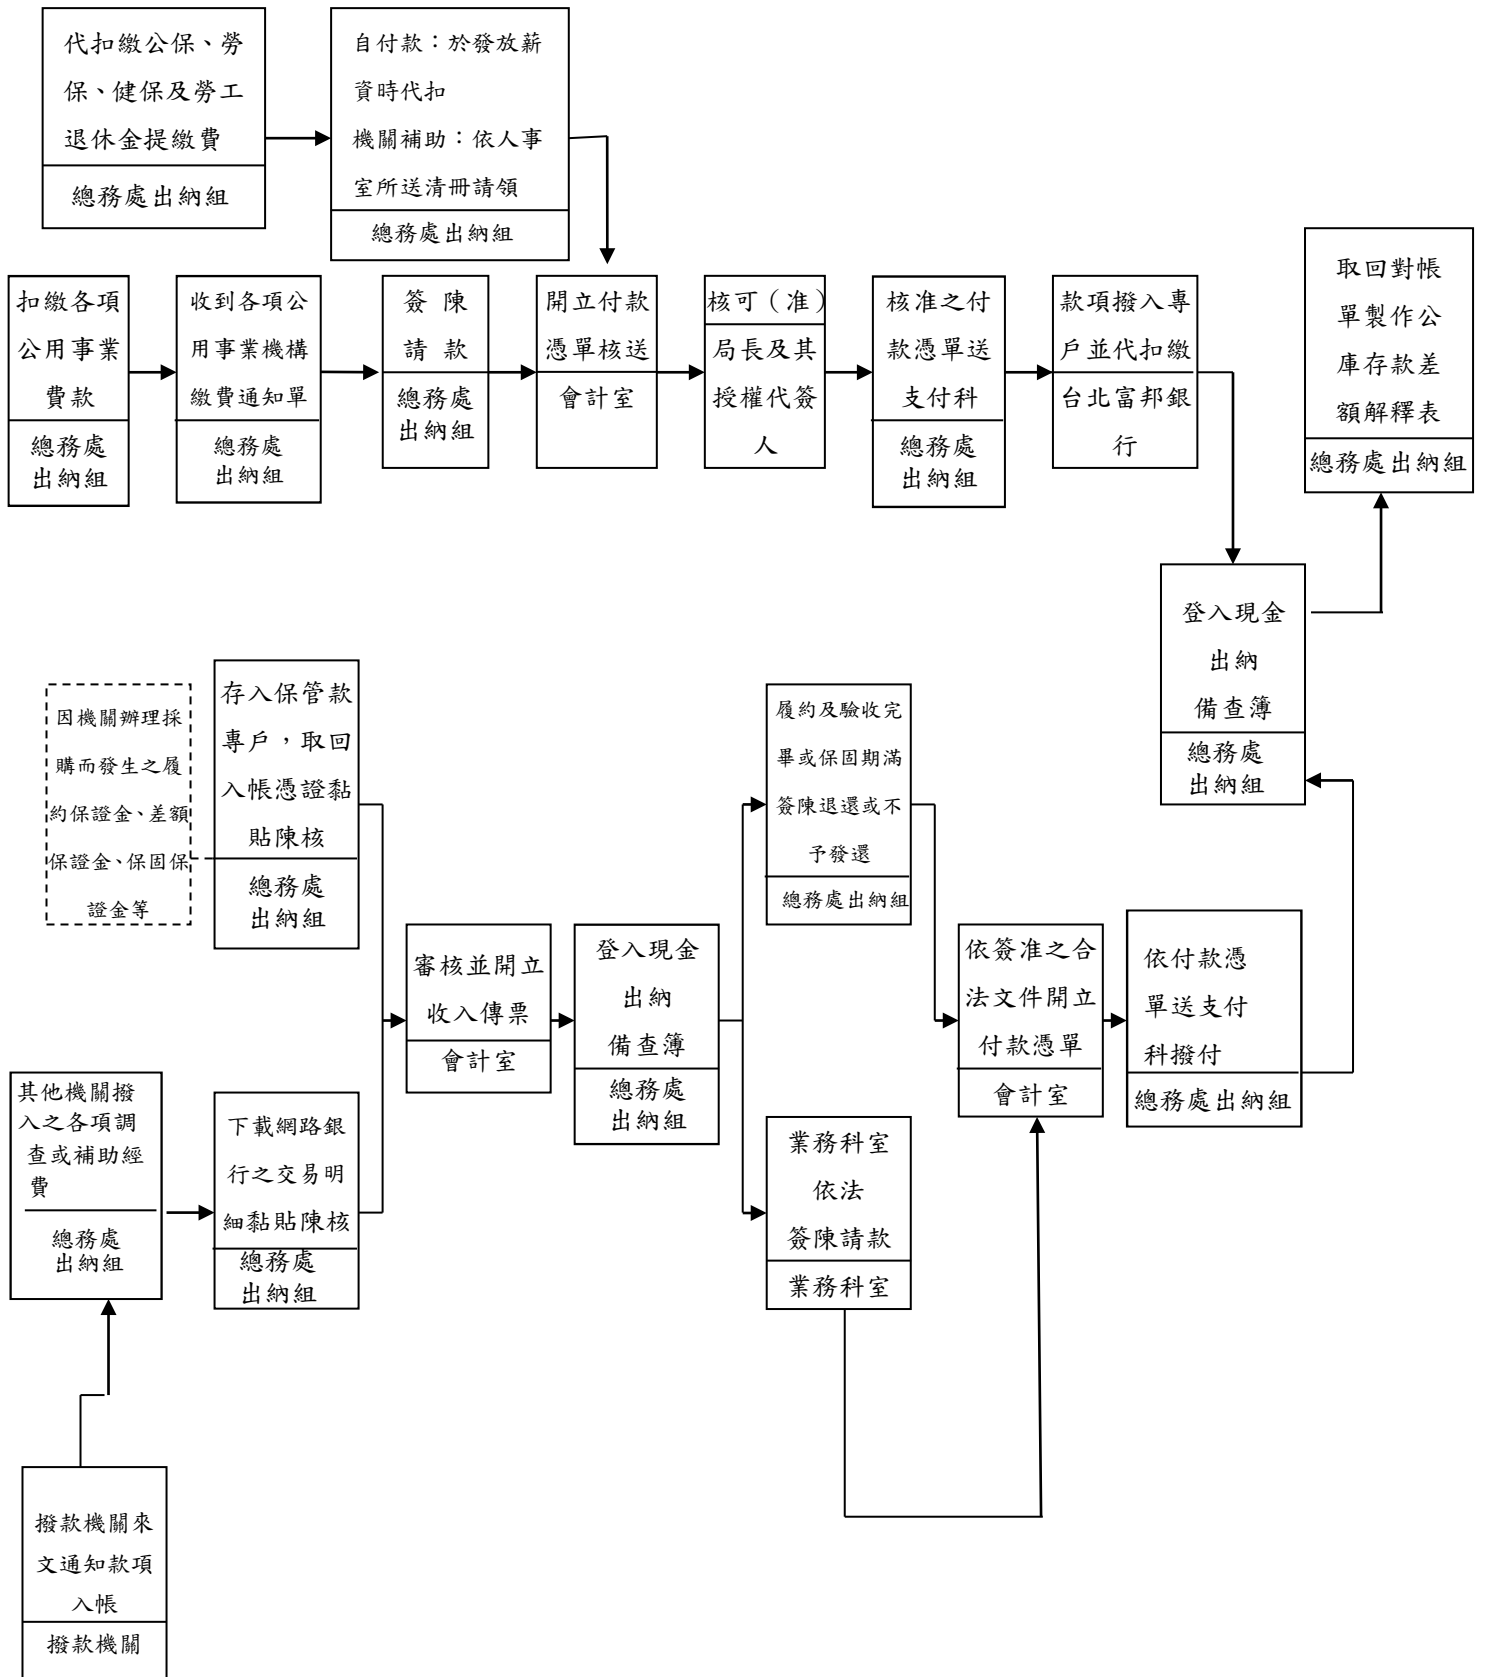 代扣繳公保、勞
保、健保及勞工
退休金提繳費
總務處出納組
自付款：於發放薪
資時代扣
機關補助：依人事
室所送清冊請領
總務處出納組
扣繳各項
公用事業
費款
總務處
出納組
收到各項公
用事業機構
繳費通知單
總務處
出納組
簽 陳
請 款
總務處
出納組
開立付款
憑單核送
會計室
核可（准）
局長及其
授權代簽
人
核准之付
款憑單送
支付科
總務處
出納組
款項撥入專
戶並代扣繳
台北富邦銀
行
取回對帳
單製作公
庫存款差
額解釋表
總務處出納組
登入現金
出納
備查簿
總務處
出納組
因機關辦理採
購而發生之履
約保證金、差額
保證金、保固保
證金等
存入保管款
專戶，取回
入帳憑證黏
貼陳核
總務處
出納組
履約及驗收完
畢或保固期滿
簽陳退還或不
予發還
總務處出納組
審核並開立
收入傳票
會計室
登入現金
出納
備查簿
總務處
出納組
依簽准之合
法文件開立
付款憑單
會計室
依付款憑
單送支付
科撥付
總務處出納組
其他機關撥
入之各項調
查或補助經
費
總務處
出納組
下載網路銀
行之交易明
細黏貼陳核
總務處
出納組
業務科室
依法
簽陳請款
業務科室
撥款機關來
文通知款項
入帳
撥款機關